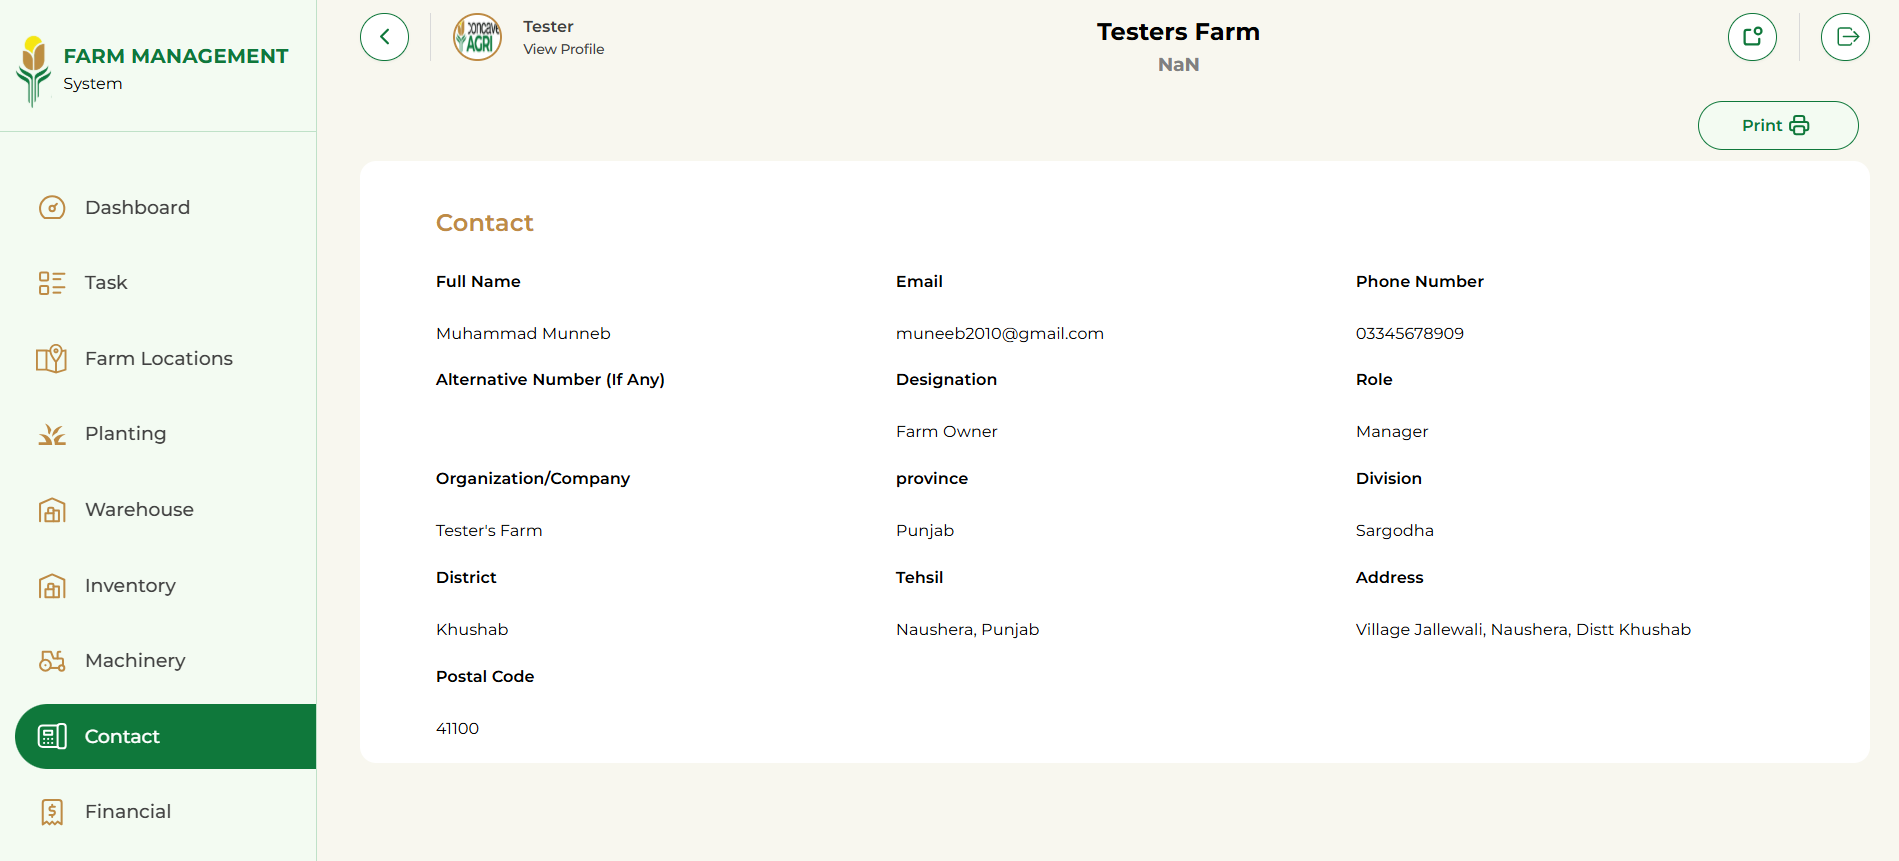 FARM MANAGEMENT
System
Dashboard
Task
Farm Locations
Planting
Warehouse
Inventory
Machinery
Contact
Financial
concave
AGRI
Tester
View Profile
Testers Farm
NaN
Print
Contact
Full Name Email Phone Number
Muhammad Munneb muneeb2010@gmail.com 03345678909
Alternative Number (If Any) Designation Role
Farm Owner Manager
Organization/Company province Division
Tester's Farm Punjab Sargodha
District Tehsil Address
Khushab Naushera, Punjab Village Jallewali, Naushera, Distt Khushab
Postal Code
41100